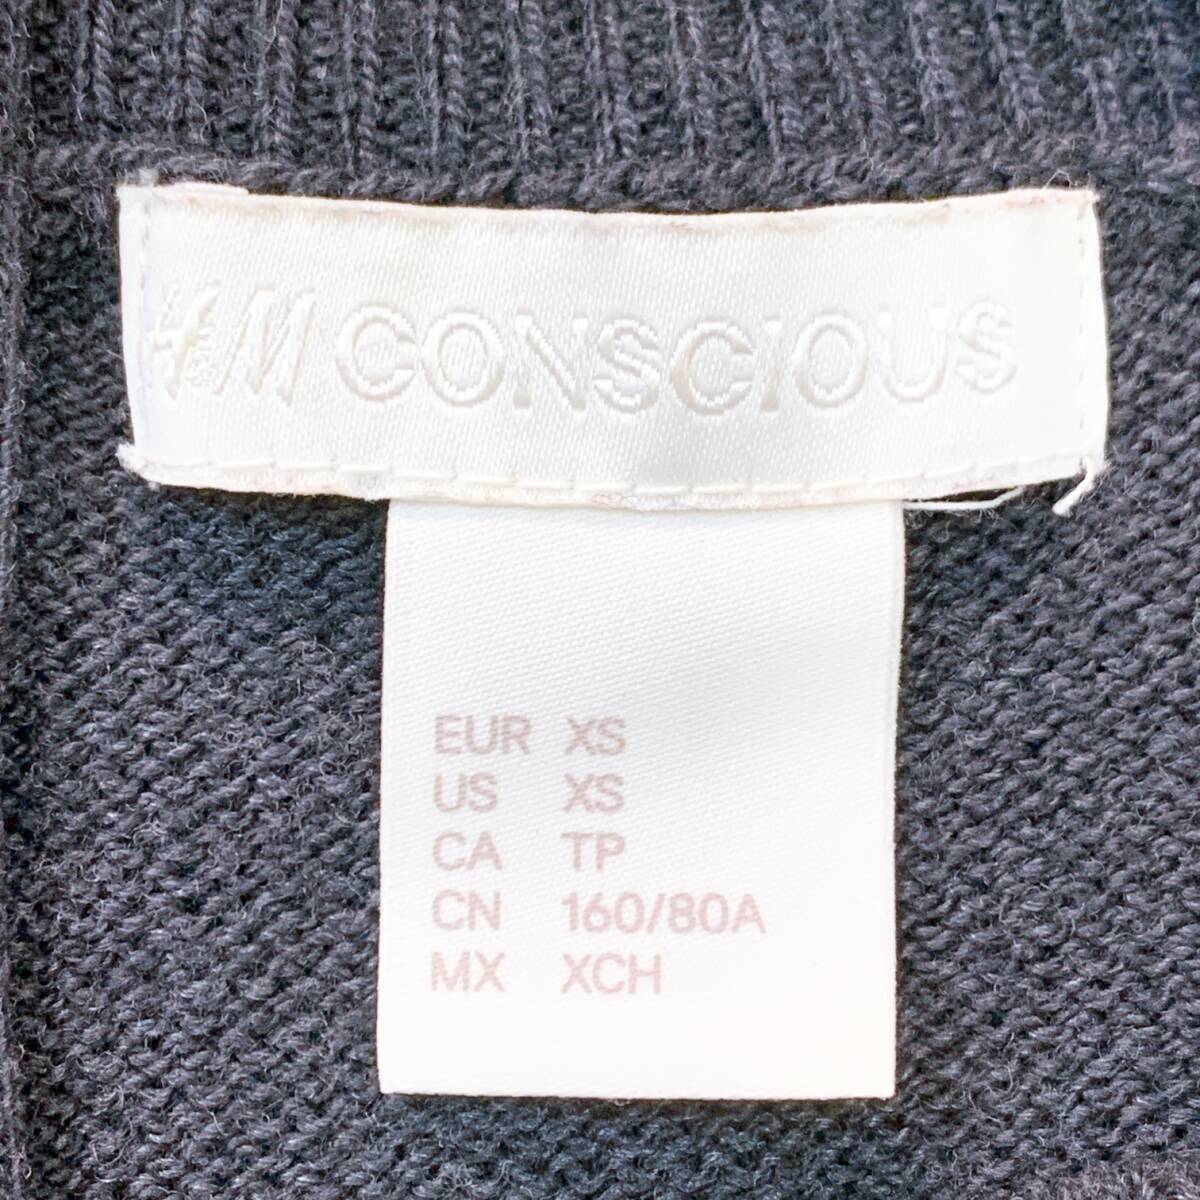 H&M CONSCIOUS
EUR XS
US XS
CA TP
CN 160/80A
MX XCH